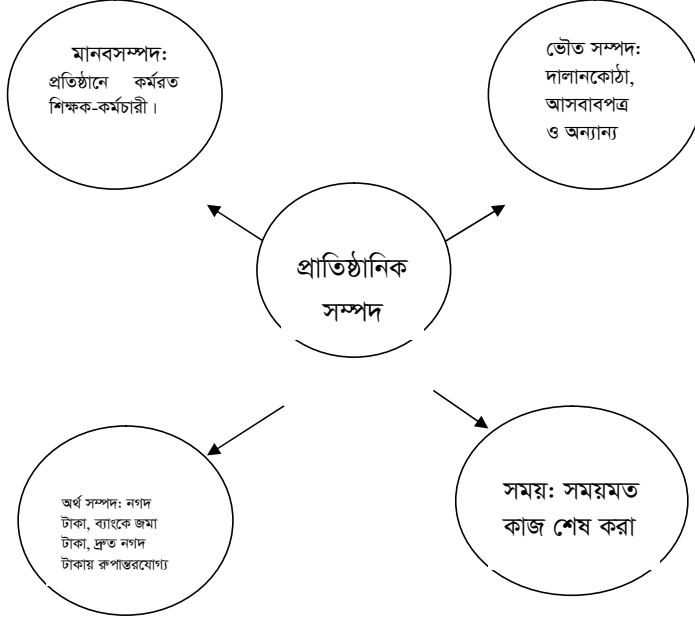 মানবসম্পদ:
প্রতিষ্ঠানে কর্মরত
শিক্ষক-কর্মচারী।
ভৌত সম্পদ:
দালানকোঠা,
আসবাবপত্র
ও অন্যান্য
প্রাতিষ্ঠানিক
সম্পদ
অর্থ সম্পদ: নগদ
টাকা, ব্যাংকে জমা
টাকা, দ্রুত নগদ
টাকায় রুপান্তরযোগ্য
সময়: সময়মত
কাজ শেষ করা